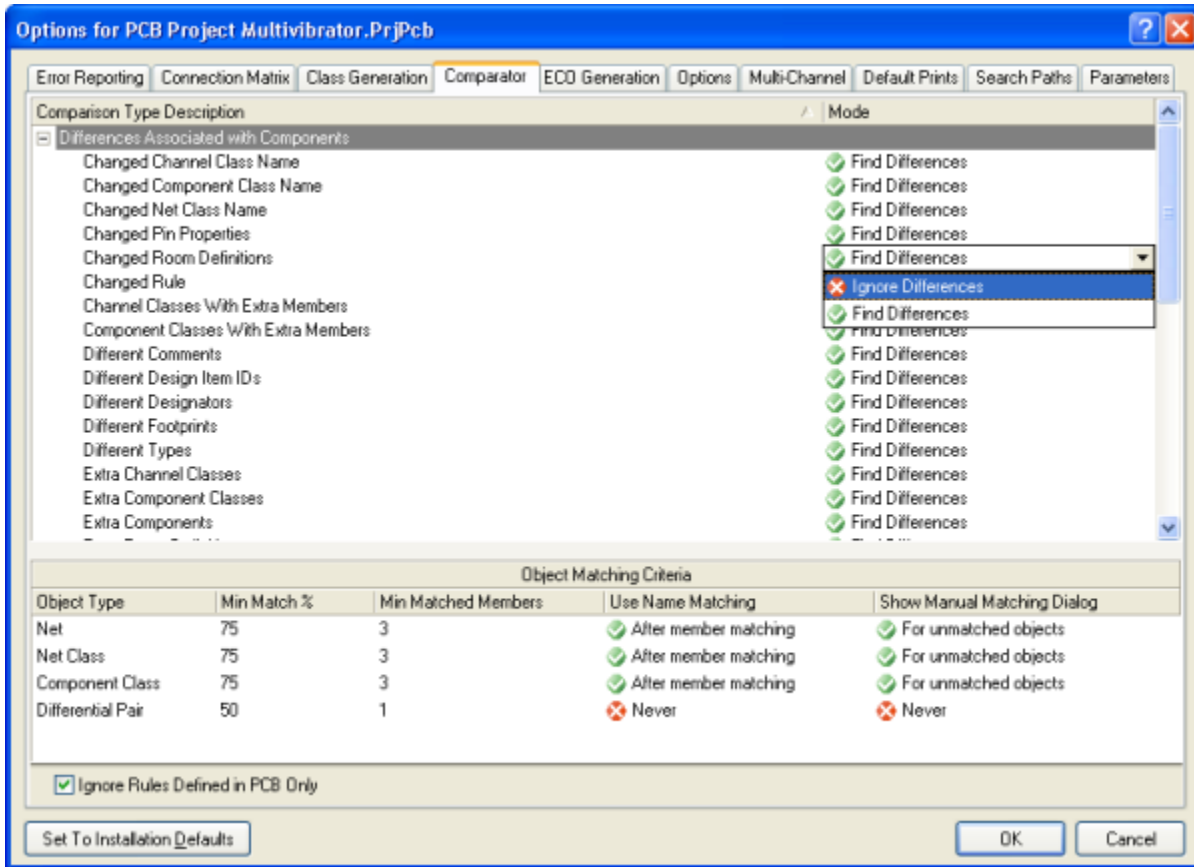 Options for PCB Project Multivibrator.PrjPcb
Error Reporting Connection Matrix Class Generation Comparator ECO Generation Options Multi-Channel Default Prints Search Paths Parameters
Comparison Type Description Mode
Differences Associated with Components
Changed Channel Class Name Find Differences
Changed Component Class Name Find Differences
Changed Net Class Name Find Differences
Changed Pin Properties Find Differences
Changed Room Definitions Find Differences
Changed Rule Ignore Differences
Channel Classes With Extra Members Find Differences
Component Classes With Extra Members Find Differences
Different Comments Find Differences
Different Design Item IDs Find Differences
Different Designators Find Differences
Different Footprints Find Differences
Different Types Find Differences
Extra Channel Classes Find Differences
Extra Component Classes Find Differences
Extra Components Find Differences
Object Matching Criteria
Object Type Min Match % Min Matched Members Use Name Matching Show Manual Matching Dialog
Net 75 3 After member matching For unmatched objects
Net Class 75 3 After member matching For unmatched objects
Component Class 75 3 After member matching For unmatched objects
Differential Pair 50 1 Never Never
Ignore Rules Defined in PCB Only
Set To Installation Defaults OK Cancel